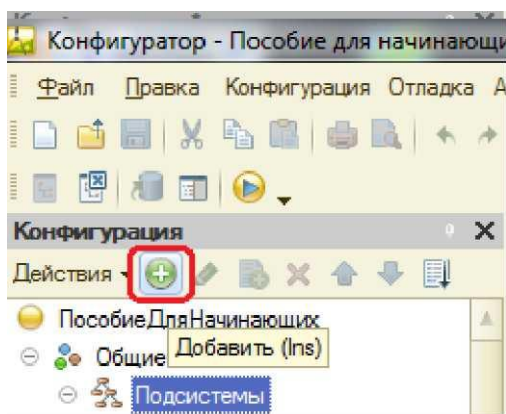 Конфигуратор - Пособие для начинающи
Файл Правка Конфигурация Отладка А
Конфигурация
Действия
ПособиеДляНачинающих
Общие
Добавить (Ins)
Подсистемы